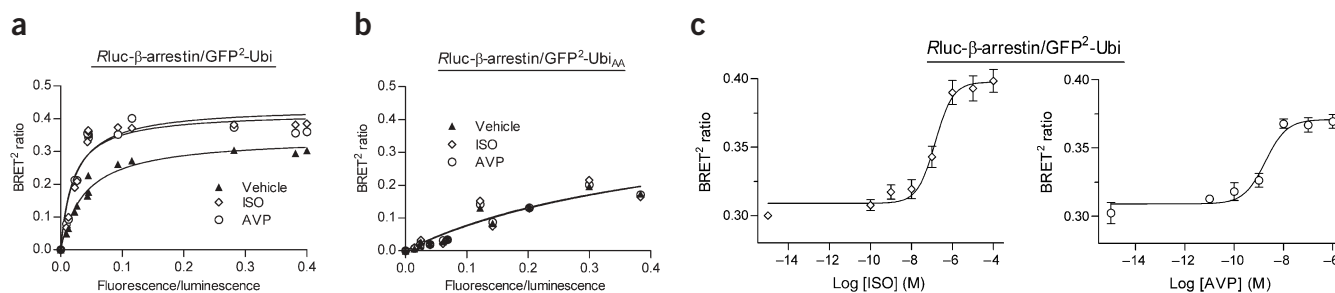 a
Rluc-β-arrestin/GFP²-Ubi
0.5
0.4
0.3
0.2
0.1
0.0
BRET² ratio
Vehicle
ISO
AVP
0.0 0.1 0.2 0.3 0.4
Fluorescence/luminescence
b
Rluc-β-arrestin/GFP²-UbiAA
0.5
0.4
0.3
0.2
0.1
0.0
BRET² ratio
Vehicle
ISO
AVP
0.0 0.1 0.2 0.3 0.4
Fluorescence/luminescence
c
Rluc-β-arrestin/GFP²-Ubi
0.40
0.35
0.30
BRET² ratio
−14 −12 −10 −8 −6 −4
Log [ISO] (M)
0.40
0.35
0.30
BRET² ratio
−14 −12 −10 −8 −6
Log [AVP] (M)